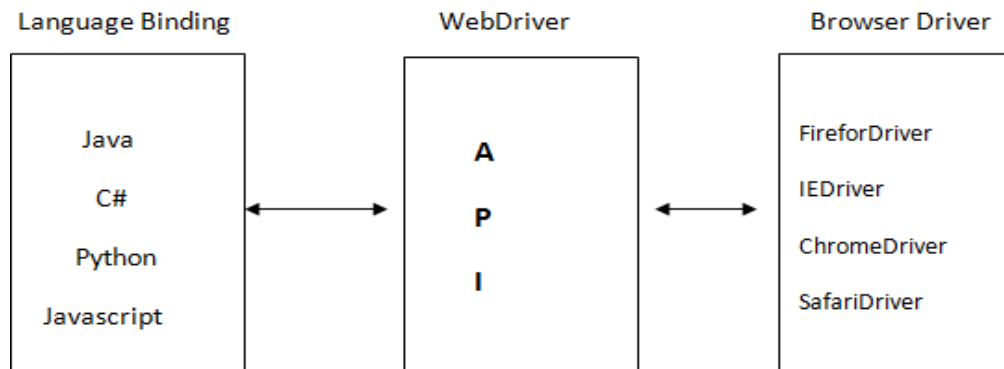 Language Binding
WebDriver
Browser Driver
Java
C#
Python
Javascript
A
P
I
FireforDriver
IEDriver
ChromeDriver
SafariDriver